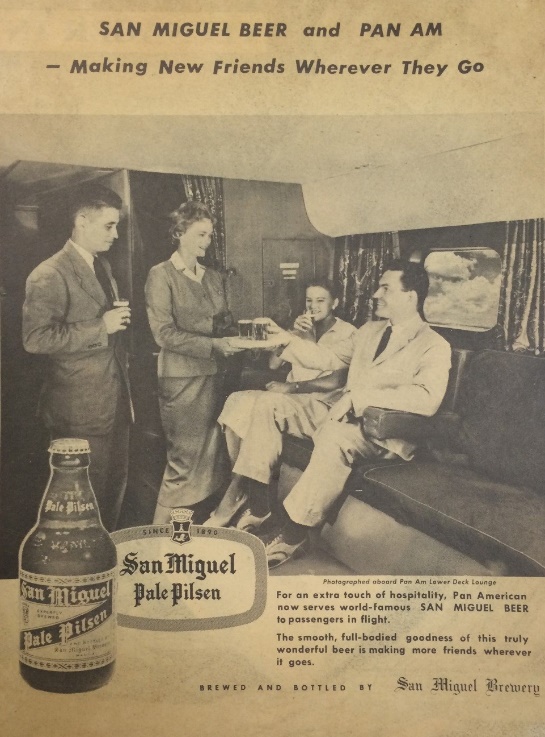 SAN MIGUEL BEER and PAN AM
— Making New Friends Wherever They Go
Pale Pilsen
San Miguel
Pale Pilsen
SINCE 1890
San Miguel
Pale Pilsen
Photographed aboard Pan Am Lower Deck Lounge
For an extra touch of hospitality, Pan American
now serves world-famous SAN MIGUEL BEER
to passengers in flight.
The smooth, full-bodied goodness of this truly
wonderful beer is making more friends wherever
it goes.
BREWED AND BOTTLED BY San Miguel Brewery